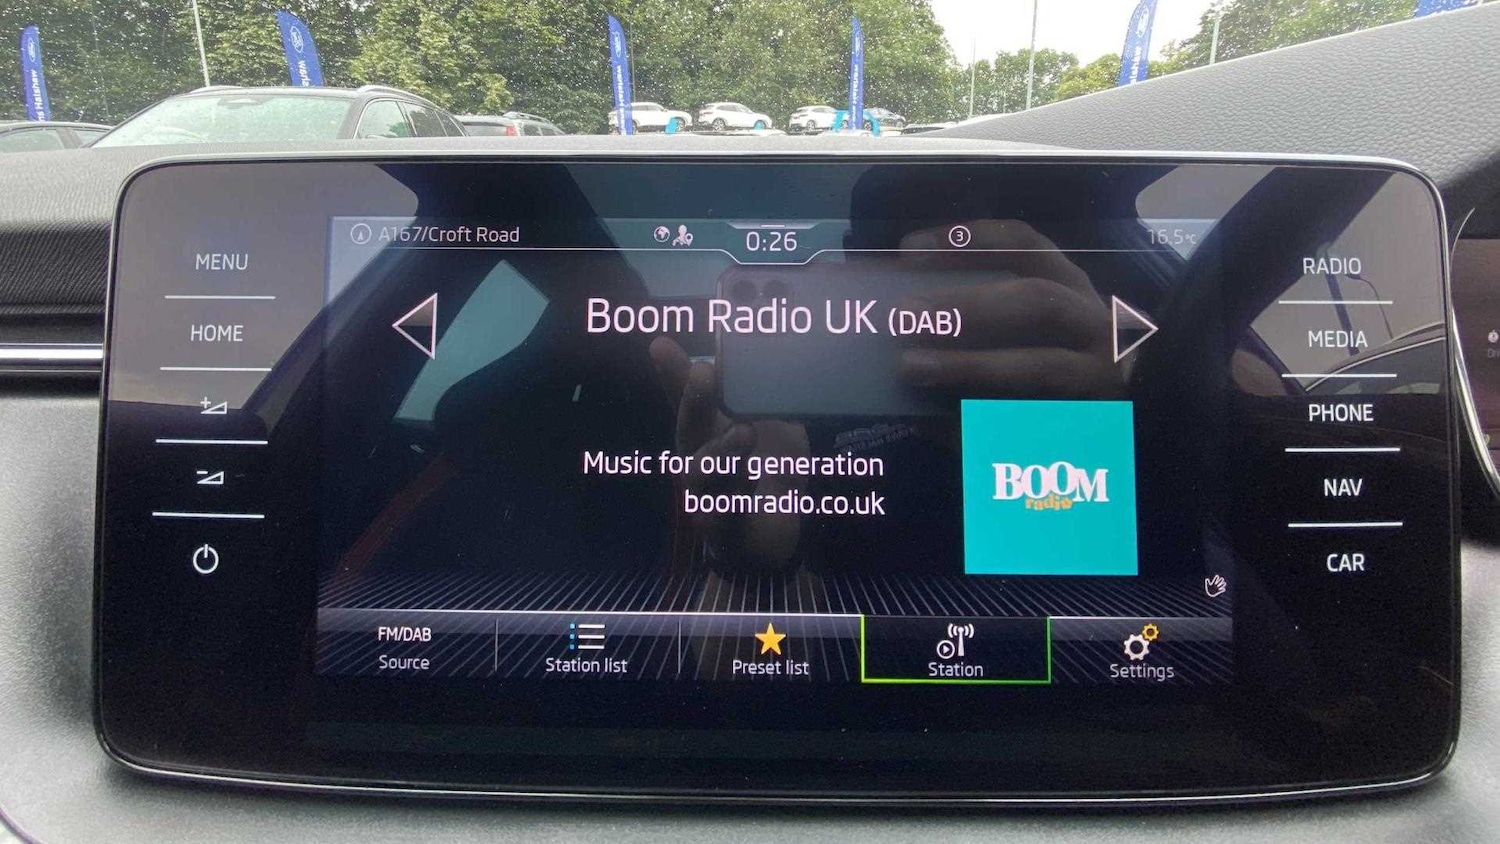 A167/Croft Road
0:26
3
16.5°C
MENU
HOME
RADIO
MEDIA
PHONE
NAV
CAR
Boom Radio UK (DAB)
Music for our generation
boomradio.co.uk
BOOM
radio
FM/DAB
Source
Station list
Preset list
Station
Settings